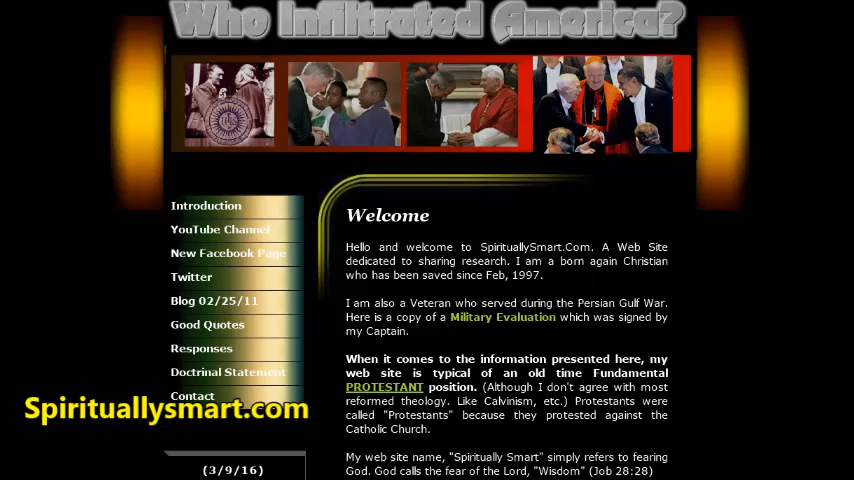 Who Infiltrated America?
Introduction
YouTube Channel
New Facebook Page
Twitter
Blog 02/25/11
Good Quotes
Responses
Doctrinal Statement
Contact
Spirituallysmart.com
(3/9/16)
Welcome
Hello and welcome to SpirituallySmart.Com. A Web Site
dedicated to sharing research. I am a born again Christian
who has been saved since Feb, 1997.
I am also a Veteran who served during the Persian Gulf War.
Here is a copy of a Military Evaluation which was signed by
my Captain.
When it comes to the information presented here, my
web site is typical of an old time Fundamental
PROTESTANT position. (Although I don't agree with most
reformed theology. Like Calvinism, etc.) Protestants were
called "Protestants" because they protested against the
Catholic Church.
My web site name, "Spiritually Smart" simply refers to fearing
God. God calls the fear of the Lord, "Wisdom" (Job 28:28)